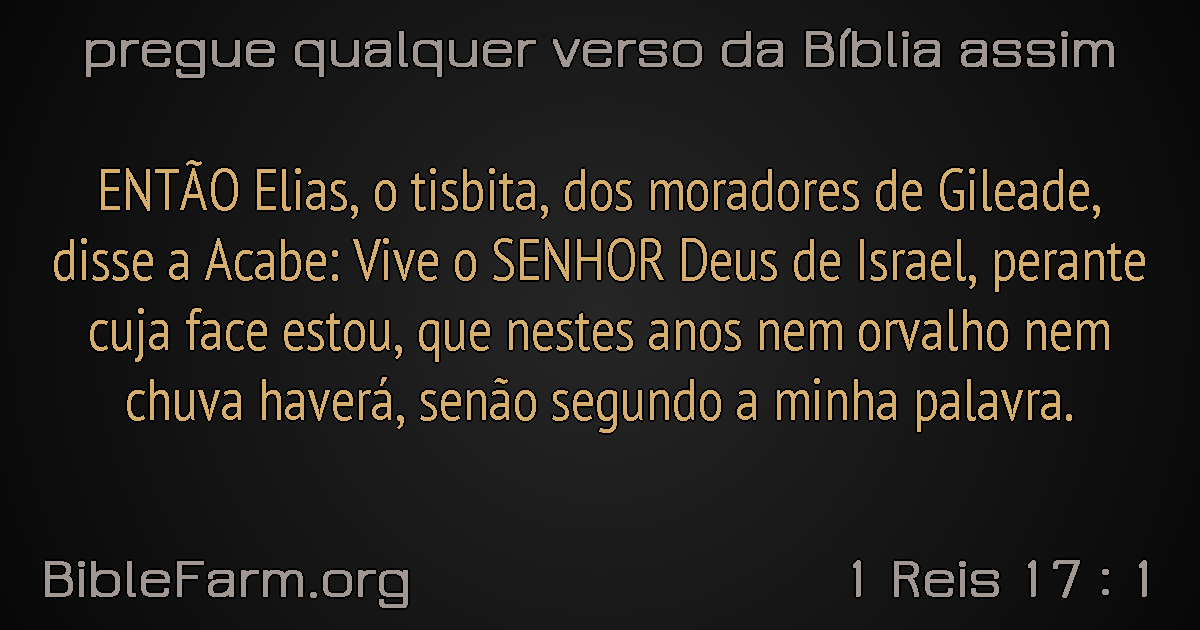 pregue qualquer verso da Bíblia assim
ENTÃO Elias, o tisbita, dos moradores de Gileade,
disse a Acabe: Vive o SENHOR Deus de Israel, perante
cuja face estou, que nestes anos nem orvalho nem
chuva haverá, senão segundo a minha palavra.
BibleFarm.org
1 Reis 17 : 1